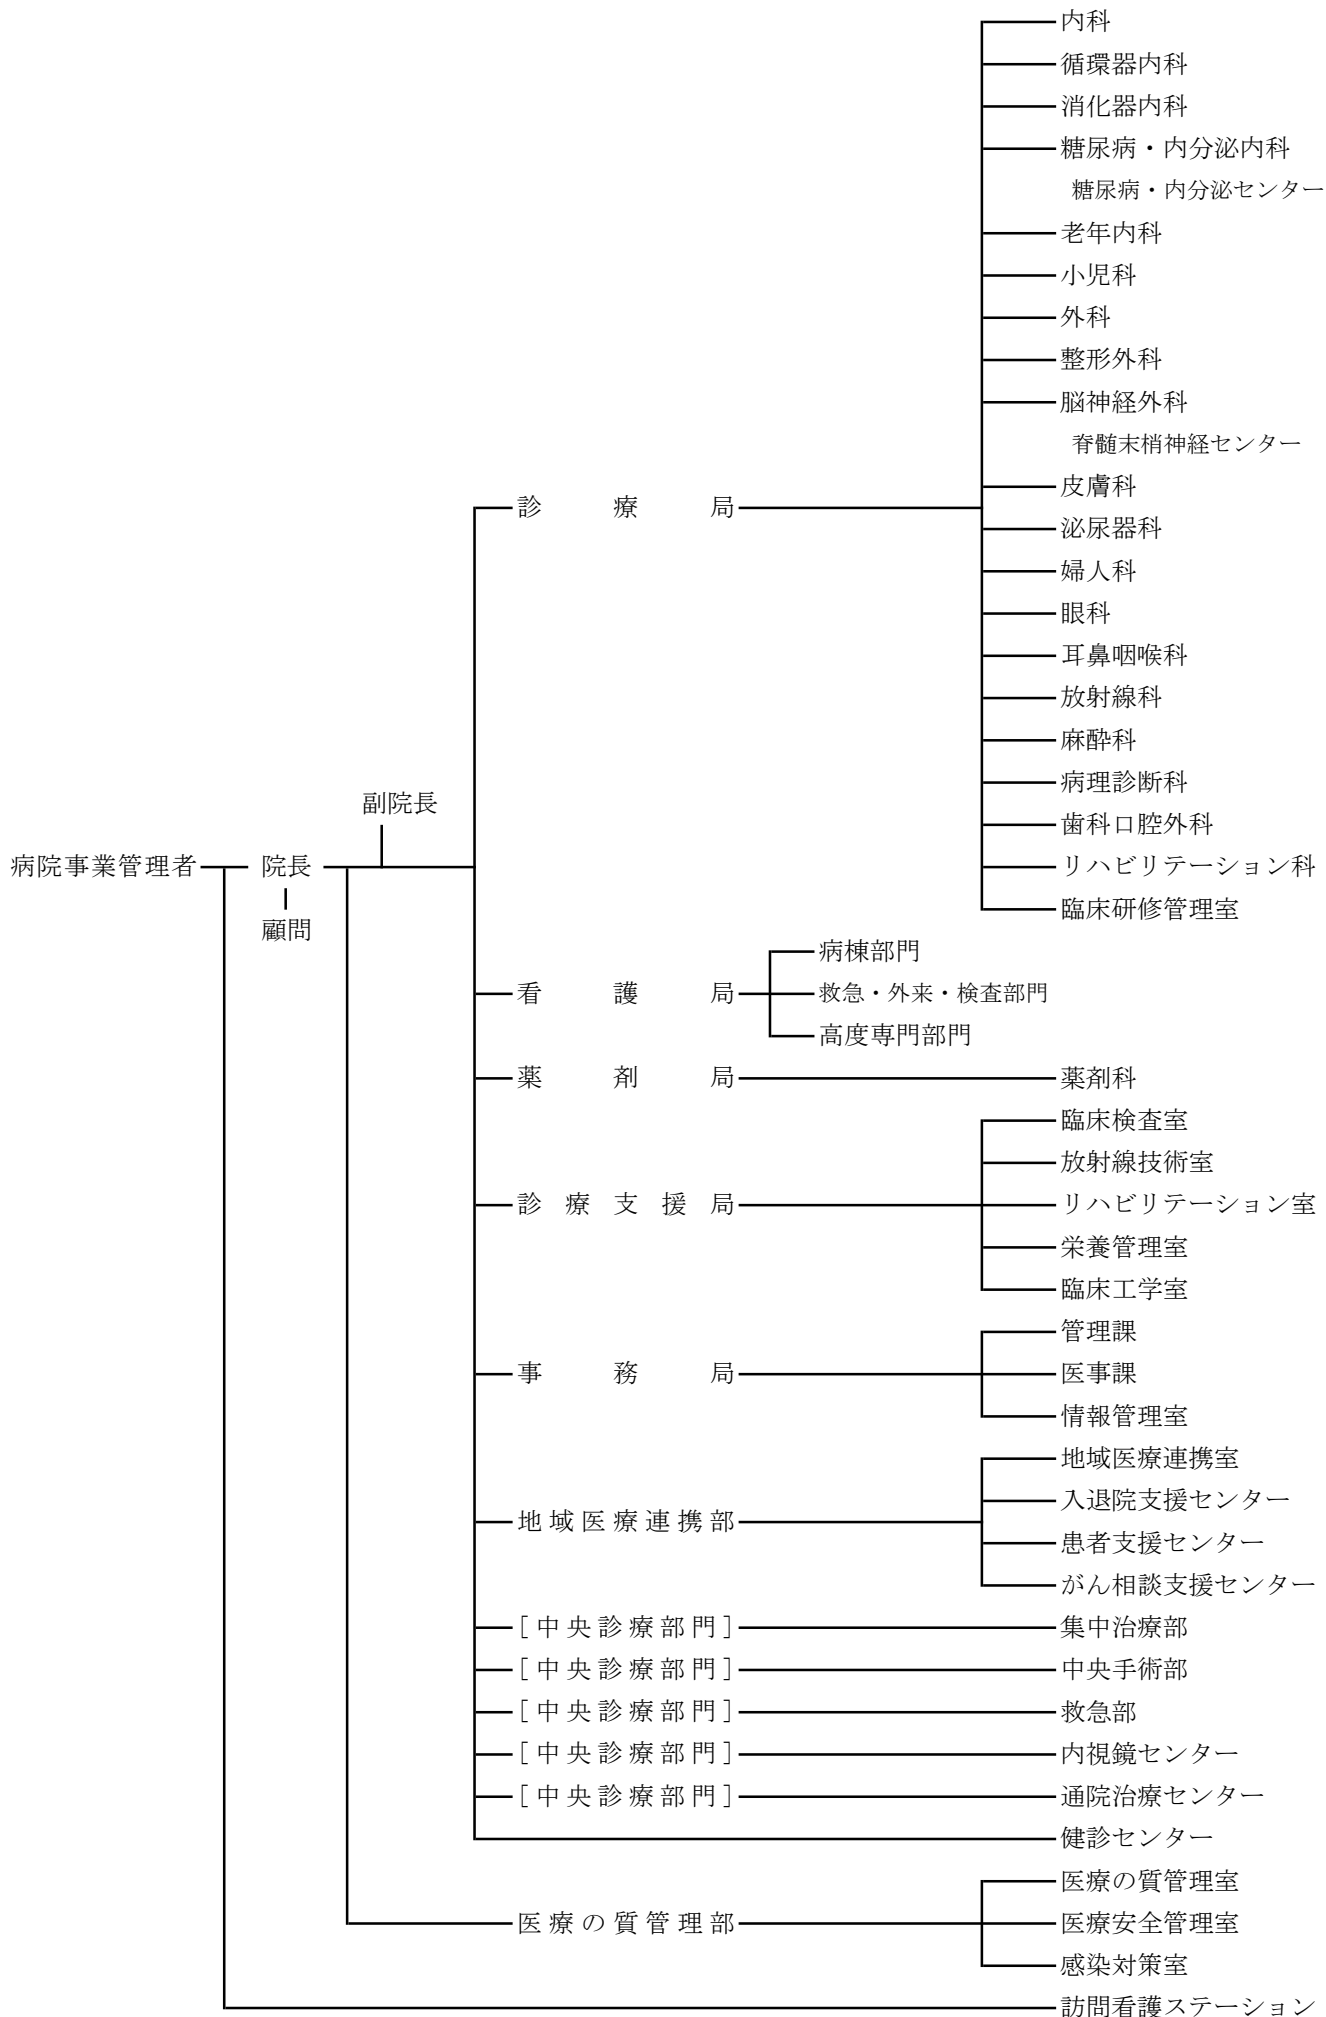 内科
循環器内科
消化器内科
糖尿病・内分泌内科
糖尿病・内分泌センター
老年内科
小児科
外科
整形外科
脳神経外科
脊髄末梢神経センター
皮膚科
診療局
泌尿器科
婦人科
眼科
耳鼻咽喉科
放射線科
麻酔科
病理診断科
副院長
歯科口腔外科
病院事業管理者 院長
リハビリテーション科
臨床研修管理室
顧問
病棟部門
看護局
救急・外来・検査部門
高度専門部門
薬剤局 薬剤科
臨床検査室
放射線技術室
診療支援局 リハビリテーション室
栄養管理室
臨床工学室
管理課
事務局 医事課
情報管理室
地域医療連携室
入退院支援センター
地域医療連携部
患者支援センター
がん相談支援センター
[中央診療部門] 集中治療部
[中央診療部門] 中央手術部
[中央診療部門] 救急部
[中央診療部門] 内視鏡センター
[中央診療部門] 通院治療センター
健診センター
医療の質管理室
医療の質管理部 医療安全管理室
感染対策室
訪問看護ステーション